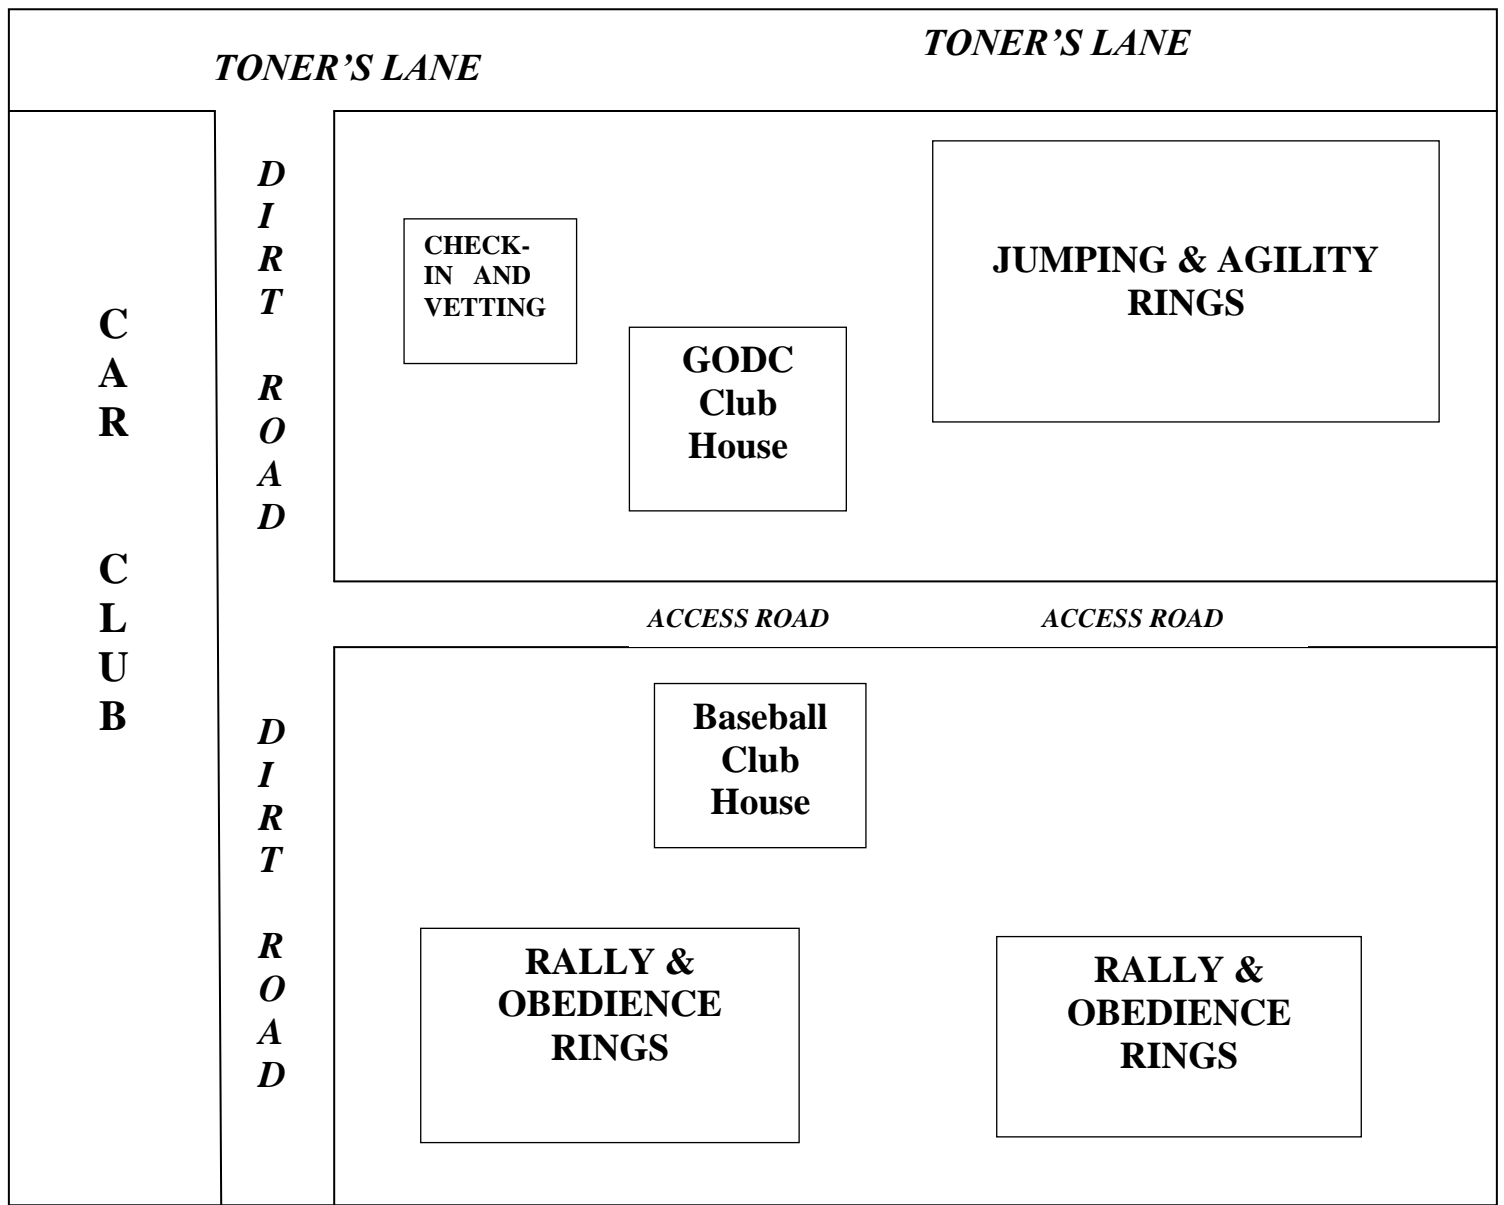 TONER'S LANE
TONER'S LANE
C
A
R
C
L
U
B
D
I
R
T
R
O
A
D
CHECK-
IN AND
VETTING
GODC
Club
House
JUMPING & AGILITY
RINGS
ACCESS ROAD
ACCESS ROAD
D
I
R
T
R
O
A
D
Baseball
Club
House
RALLY &
OBEDIENCE
RINGS
RALLY &
OBEDIENCE
RINGS